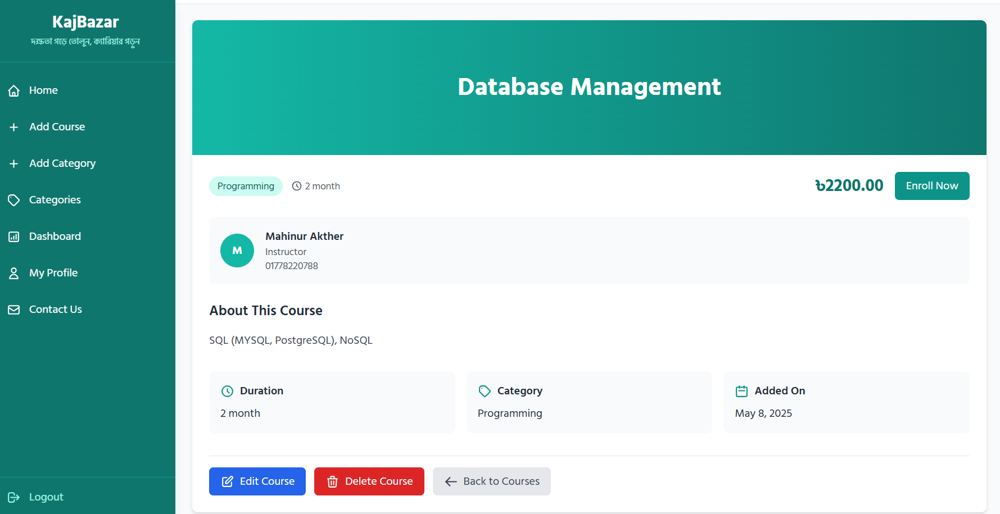 KajBazar
দক্ষতা গড়ে তোলুন, ক্যারিয়ার গড়ুন
Home
Add Course
Add Category
Categories
Dashboard
My Profile
Contact Us
Logout
Database Management
Programming 2 month ৳2200.00 Enroll Now
M
Mahinur Akther
Instructor
01778220788
About This Course
SQL (MYSQL, PostgreSQL), NoSQL
Duration
2 month
Category
Programming
Added On
May 8, 2025
Edit Course Delete Course Back to Courses